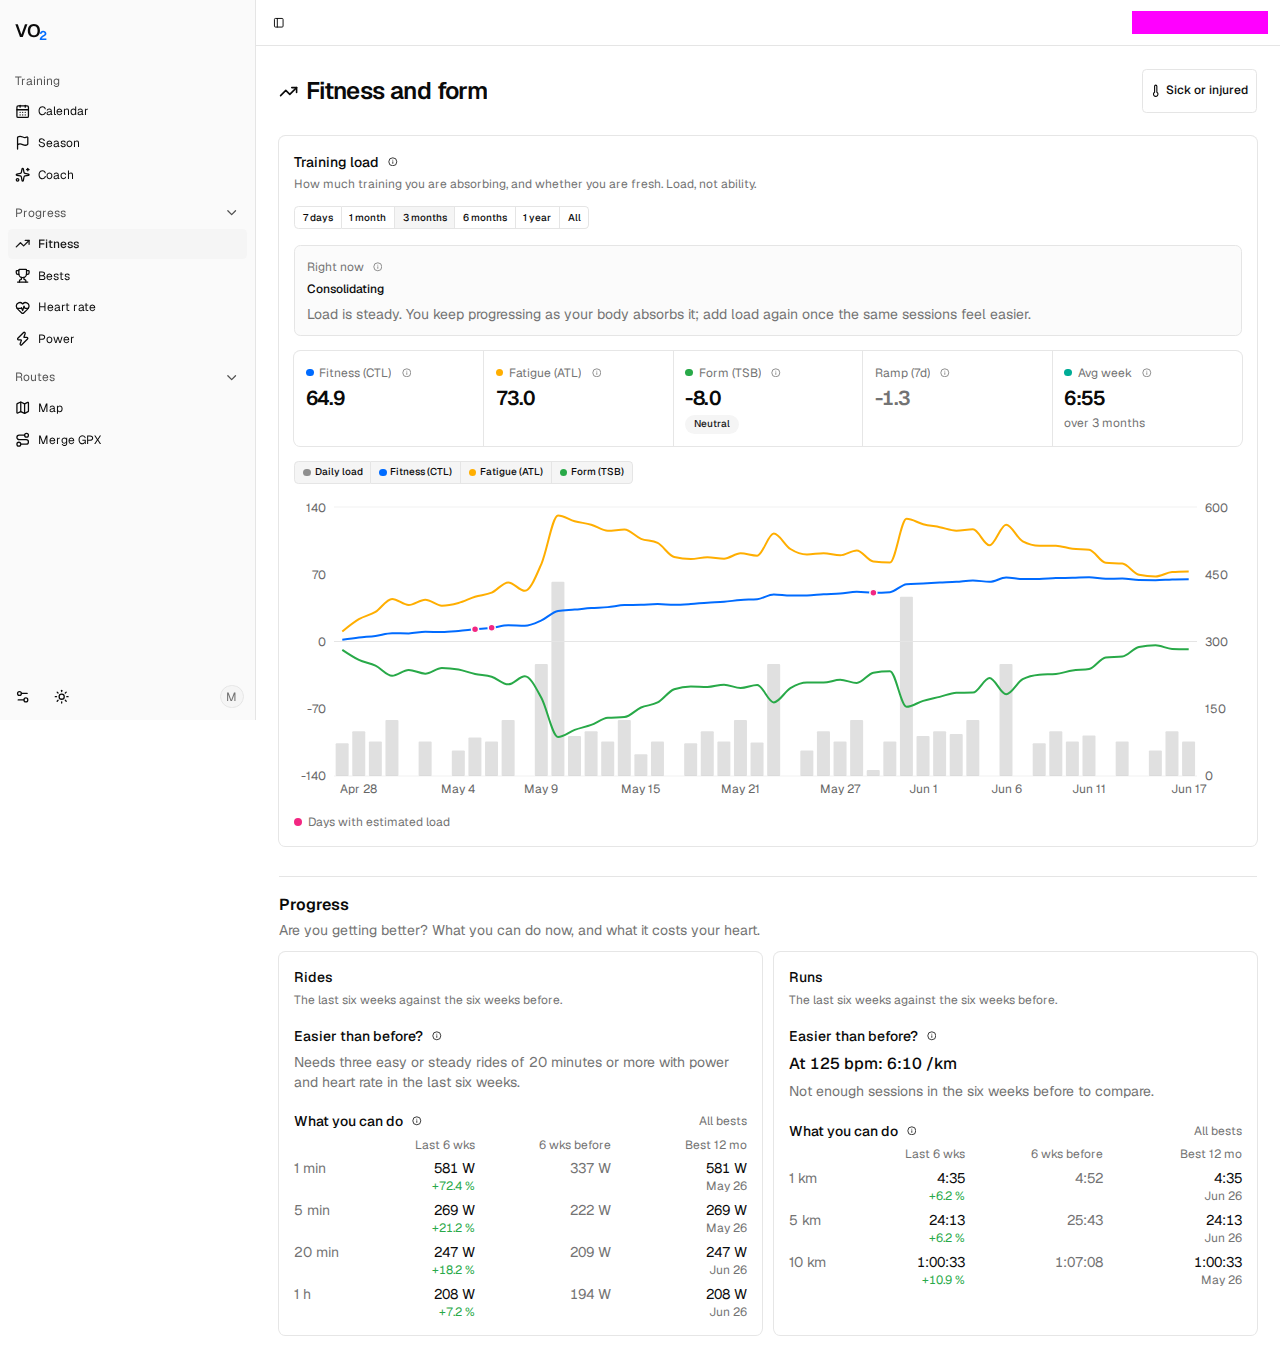 VO2
Training
Calendar
Season
Coach
Progress
Fitness
Bests
Heart rate
Power
Routes
Map
Merge GPX
M
Fitness and form
Sick or injured
Training load
How much training you are absorbing, and whether you are fresh. Load, not ability.
7 days 1 month 3 months 6 months 1 year All
Right now
Consolidating
Load is steady. You keep progressing as your body absorbs it; add load again once the same sessions feel easier.
Fitness (CTL) Fatigue (ATL) Form (TSB) Ramp (7d) Avg week
64.9 73.0 -8.0 -1.3 6:55
Neutral over 3 months
Daily load Fitness (CTL) Fatigue (ATL) Form (TSB)
140 600
70 450
0 300
-70 150
-140 0
Apr 28 May 4 May 9 May 15 May 21 May 27 Jun 1 Jun 6 Jun 11 Jun 17
Days with estimated load
Progress
Are you getting better? What you can do now, and what it costs your heart.
Rides
The last six weeks against the six weeks before.
Easier than before?
Needs three easy or steady rides of 20 minutes or more with power
and heart rate in the last six weeks.
What you can do All bests
Last 6 wks 6 wks before Best 12 mo
1 min 581 W 337 W 581 W
+72.4 % May 26
5 min 269 W 222 W 269 W
+21.2 % May 26
20 min 247 W 209 W 247 W
+18.2 % Jun 26
1 h 208 W 194 W 208 W
+7.2 % Jun 26
Runs
The last six weeks against the six weeks before.
Easier than before?
At 125 bpm: 6:10 /km
Not enough sessions in the six weeks before to compare.
What you can do All bests
Last 6 wks 6 wks before Best 12 mo
1 km 4:35 4:52 4:35
+6.2 % Jun 26
5 km 24:13 25:43 24:13
+6.2 % Jun 26
10 km 1:00:33 1:07:08 1:00:33
+10.9 % May 26